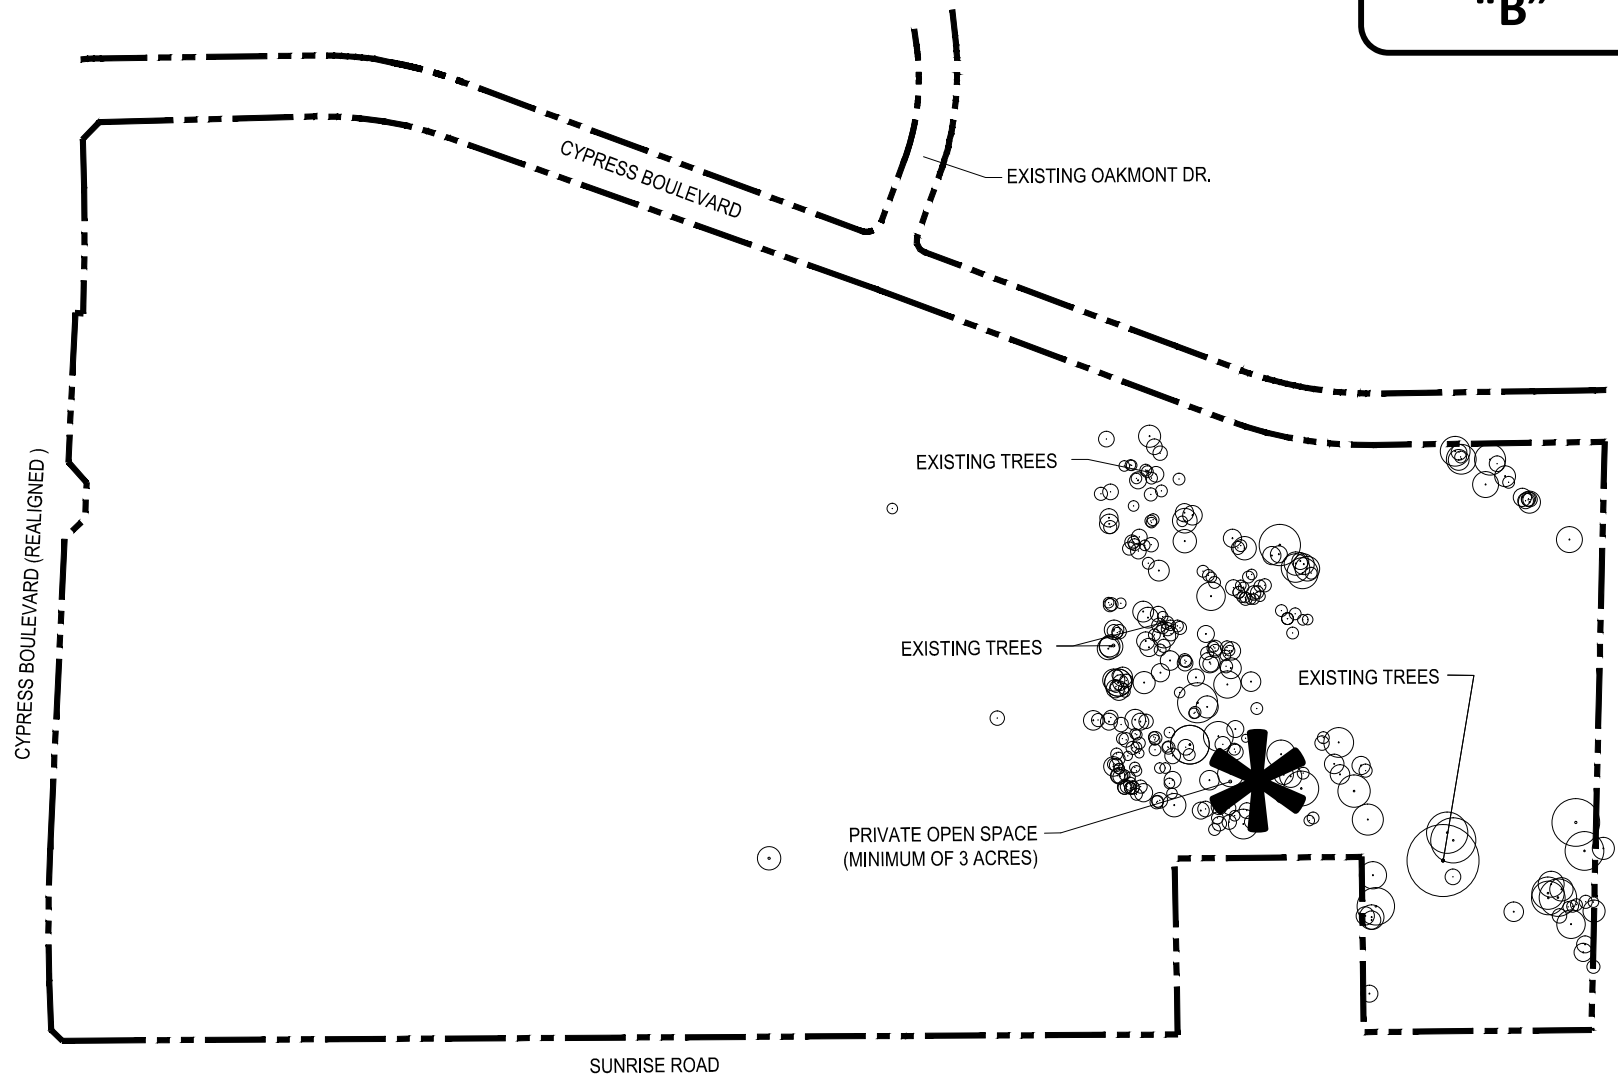 "B"
CYPRESS BOULEVARD
EXISTING OAKMONT DR.
EXISTING TREES
CYPRESS BOULEVARD (REALIGNED )
EXISTING TREES
EXISTING TREES
PRIVATE OPEN SPACE
(MINIMUM OF 3 ACRES)
SUNRISE ROAD